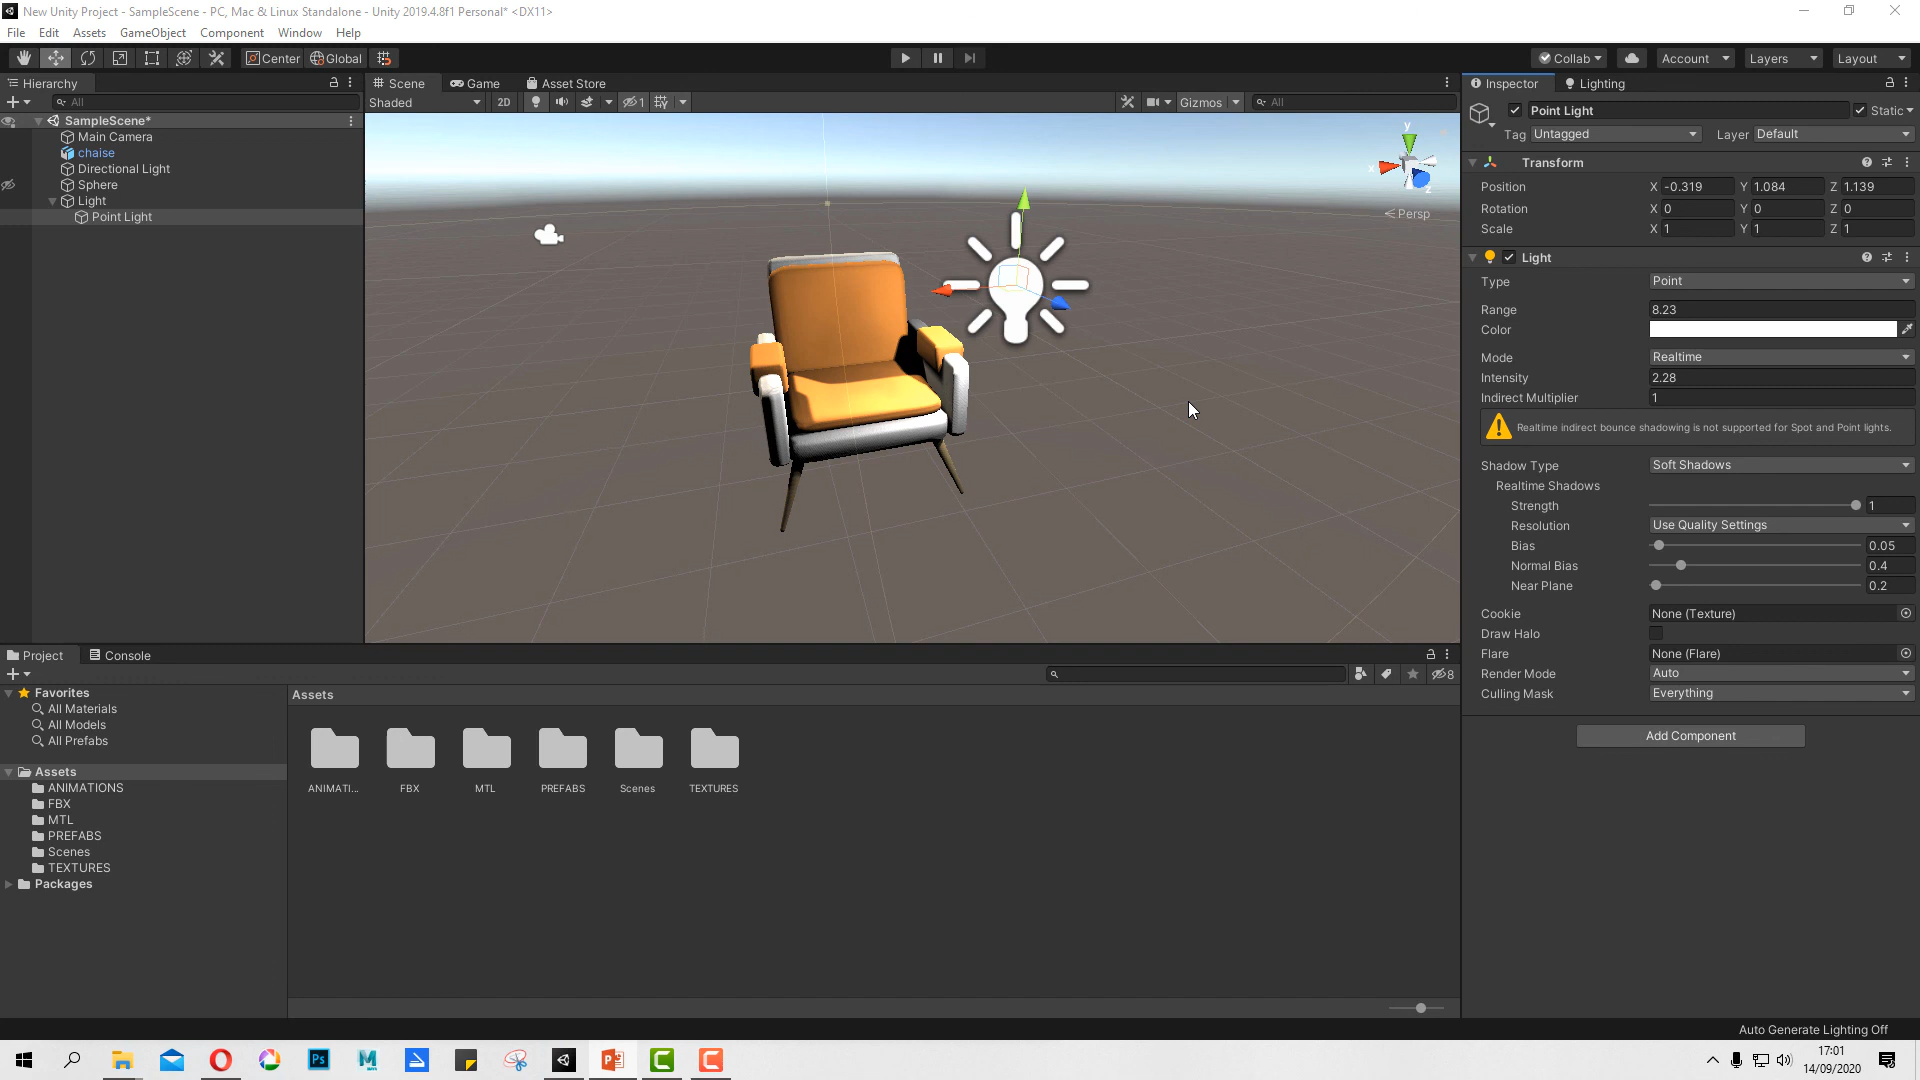 New Unity Project - SampleScene - PC, Mac & Linux Standalone - Unity 2019.4.8f1 Personal* <DX11>
File Edit Assets GameObject Component Window Help
Center Global Collab Account Layers Layout
Hierarchy
All
SampleScene*
Main Camera
chaise
Directional Light
Sphere
Light
Point Light
Scene Game Asset Store
Shaded 2D 1 Gizmos All
y
x
z
Persp
Inspector Lighting
Point Light Static
Tag Untagged Layer Default
Transform
Position X -0.319 Y 1.084 Z 1.139
Rotation X 0 Y 0 Z 0
Scale X 1 Y 1 Z 1
Light
Type Point
Range 8.23
Color
Mode Realtime
Intensity 2.28
Indirect Multiplier 1
Realtime indirect bounce shadowing is not supported for Spot and Point lights.
Shadow Type Soft Shadows
Realtime Shadows
Strength 1
Resolution Use Quality Settings
Bias 0.05
Normal Bias 0.4
Near Plane 0.2
Cookie None (Texture)
Draw Halo
Flare None (Flare)
Render Mode Auto
Culling Mask Everything
Add Component
Project Console
8
Favorites
All Materials
All Models
All Prefabs
Assets
ANIMATIONS
FBX
MTL
PREFABS
Scenes
TEXTURES
Packages
Assets
ANIMATI... FBX MTL PREFABS Scenes TEXTURES
Auto Generate Lighting Off
17:01
14/09/2020